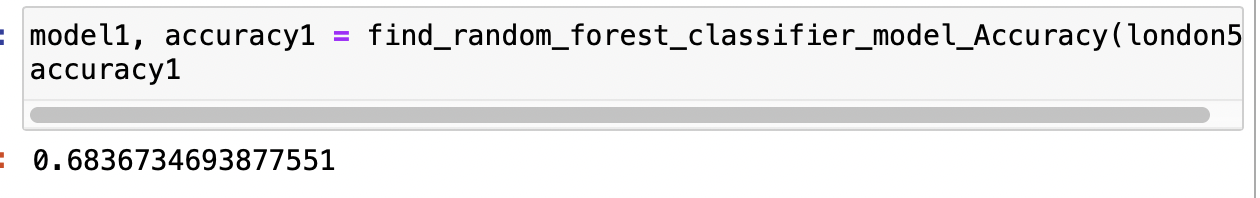 model1, accuracy1 = find_random_forest_classifier_model_Accuracy(london5
accuracy1
0.6836734693877551